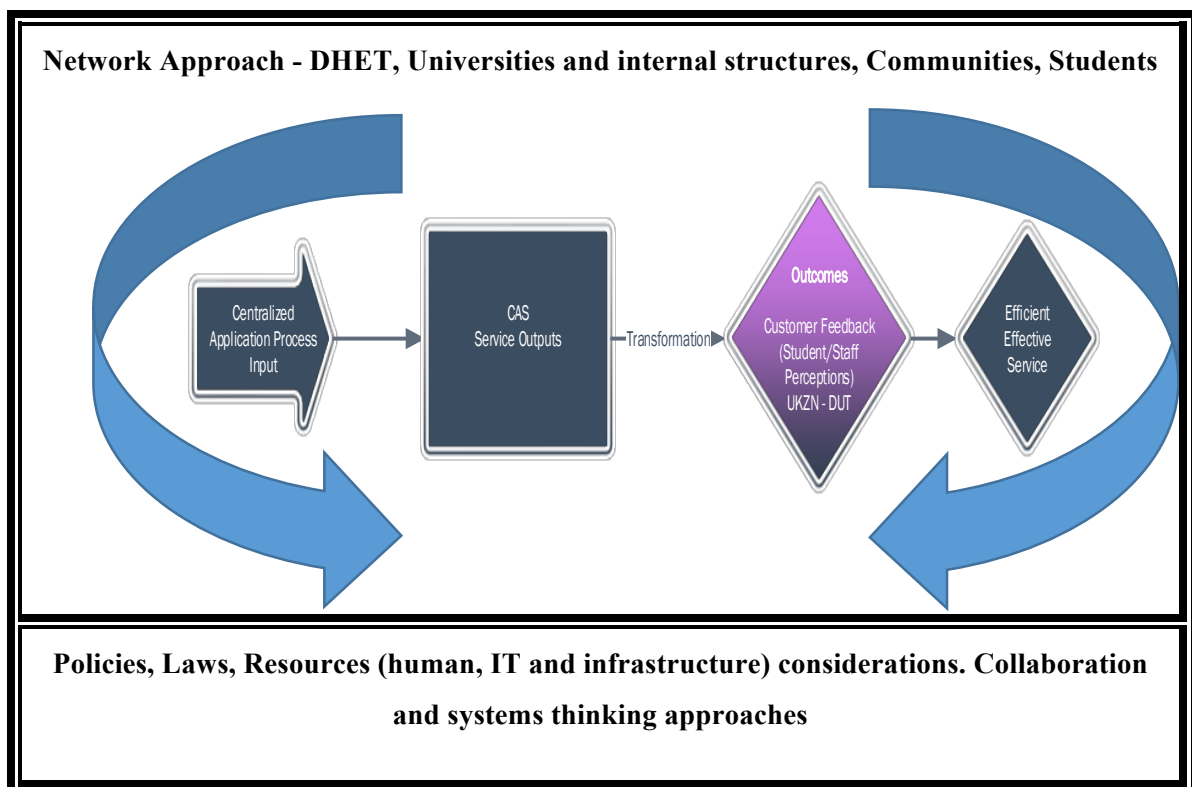 Network Approach - DHET, Universities and internal structures, Communities, Students
Centralized
Application Process
Input
CAS
Service Outputs
Transformation
Outcomes
Customer Feedback
(Student/Staff
Perceptions)
UKZN - DUT
Efficient
Effective
Service
Policies, Laws, Resources (human, IT and infrastructure) considerations. Collaboration
and systems thinking approaches